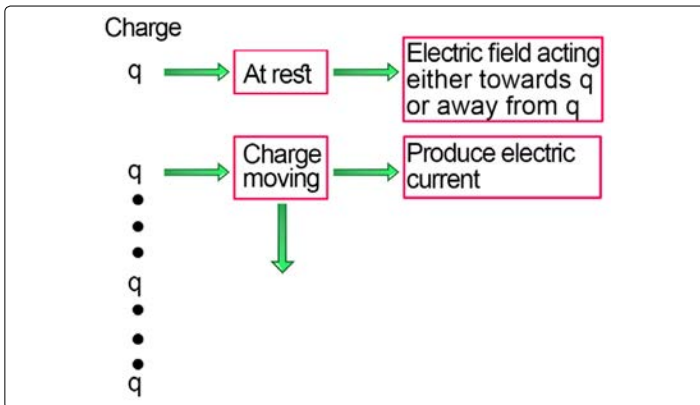 Charge
q
At rest
Electric field acting
either towards q
or away from q
q
Charge
moving
Produce electric
current
q
q